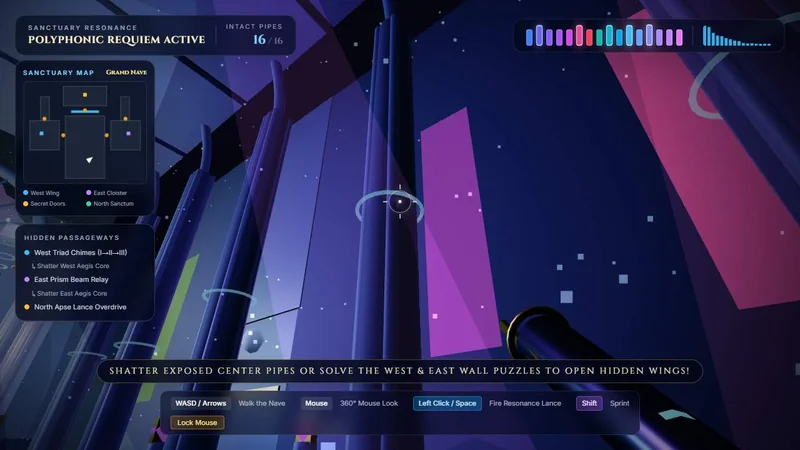 SANCTUARY RESONANCE
POLYPHONIC REQUIEM ACTIVE
INTACT PIPES
16 / 16
SANCTUARY MAP
GRAND NAVE
West Wing
East Cloister
Secret Doors
North Sanctum
HIDDEN PASSAGEWAYS
West Triad Chimes (I→II→III)
↳ Shatter West Aegis Core
East Prism Beam Relay
↳ Shatter East Aegis Core
North Apse Lance Overdrive
SHATTER EXPOSED CENTER PIPES OR SOLVE THE WEST & EAST WALL PUZZLES TO OPEN HIDDEN WINGS!
WASD / Arrows Walk the Nave Mouse 360° Mouse Look Left Click / Space Fire Resonance Lance Shift Sprint
Lock Mouse